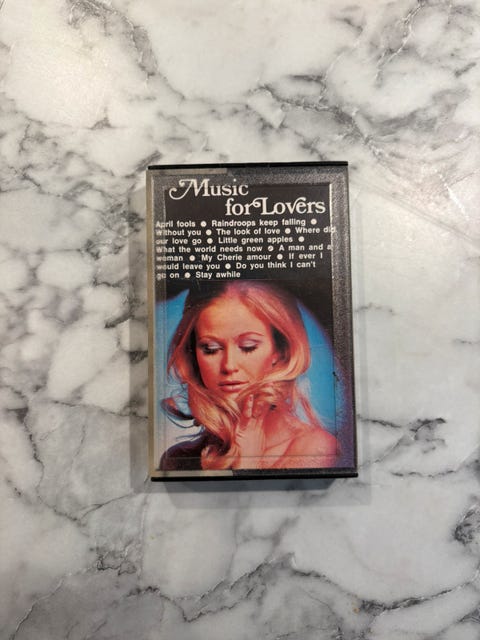 Music
for Lovers
April fools ● Raindroops keep falling ●
Without you ● The look of love ● Where did
our love go ● Little green apples ●
What the world needs now ● A man and a
woman ● My Cherie amour ● If ever I
would leave you ● Do you think I can't
go on ● Stay awhile